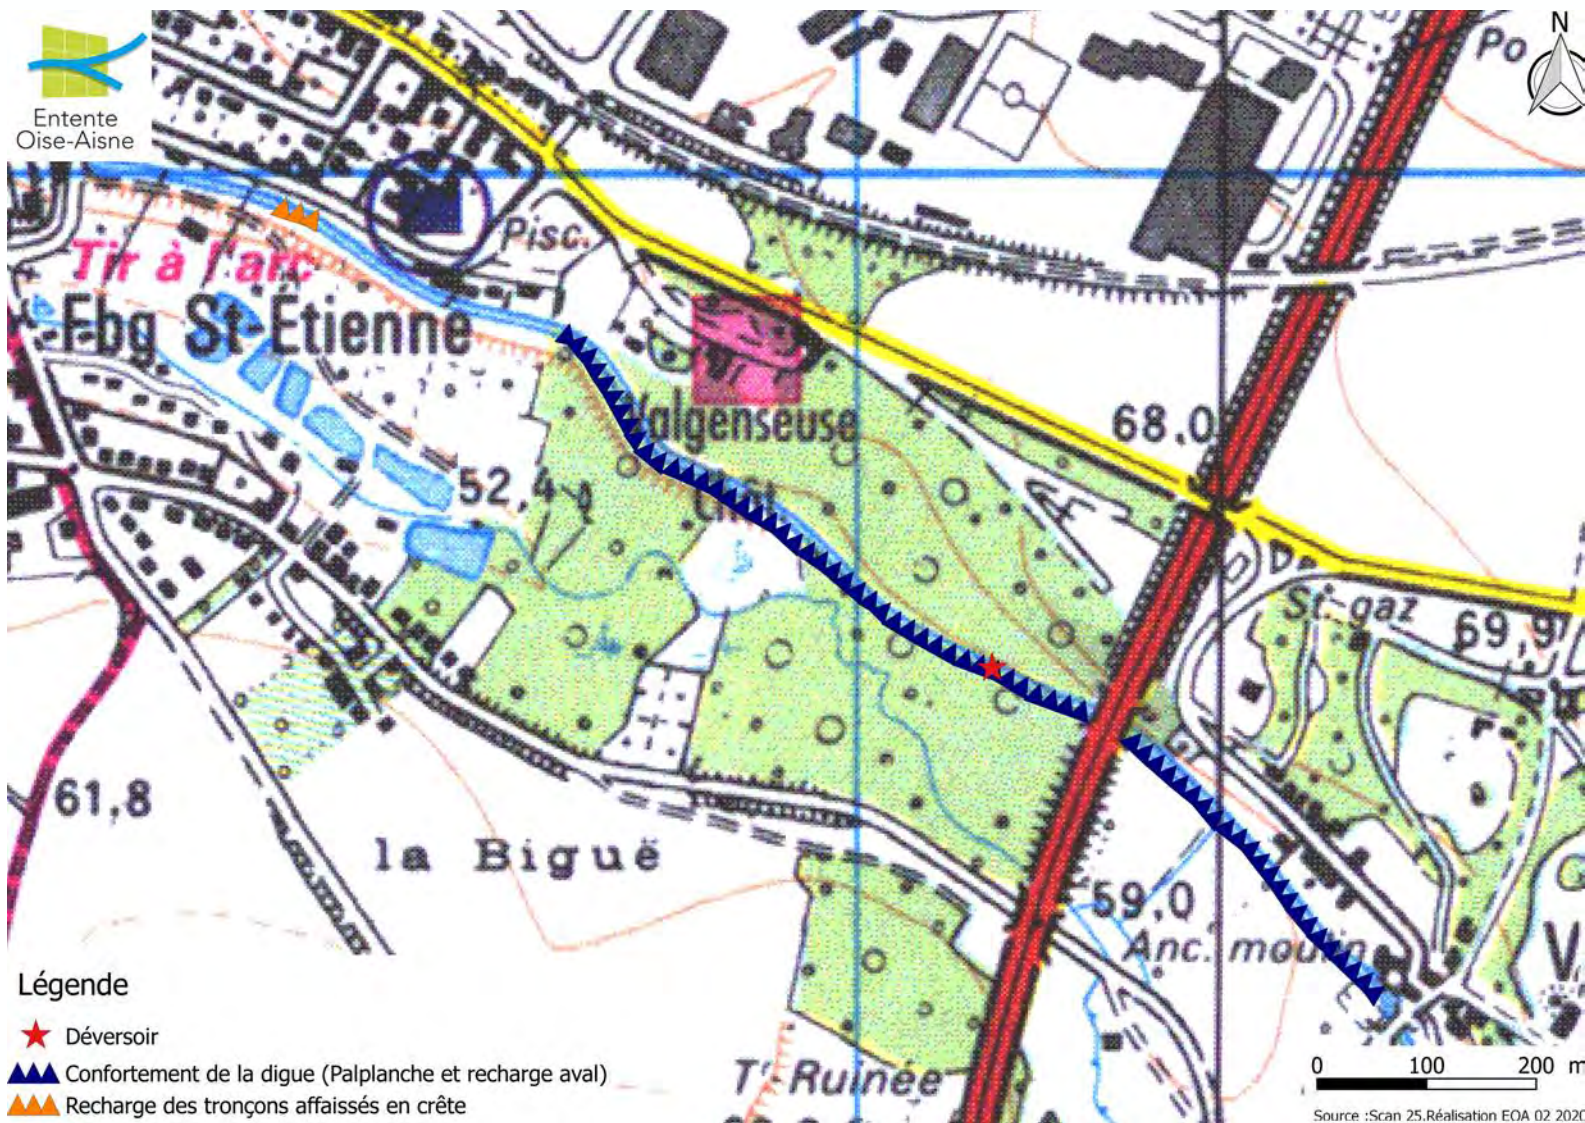 N
Po
Entente
Oise-Aisne
Pisc.
Tir à l'arc
Fbg St-Étienne
Valgenseuse
Chât
68,0
52,4
St. gaz
69,9
61,8
la Biguë
59,0
Anc. moulin
V
Légende
Déversoir
Confortement de la digue (Palplanche et recharge aval)
Recharge des tronçons affaissés en crête
Tr Ruinée
0 100 200 m
Source :Scan 25.Réalisation EOA 02 2020